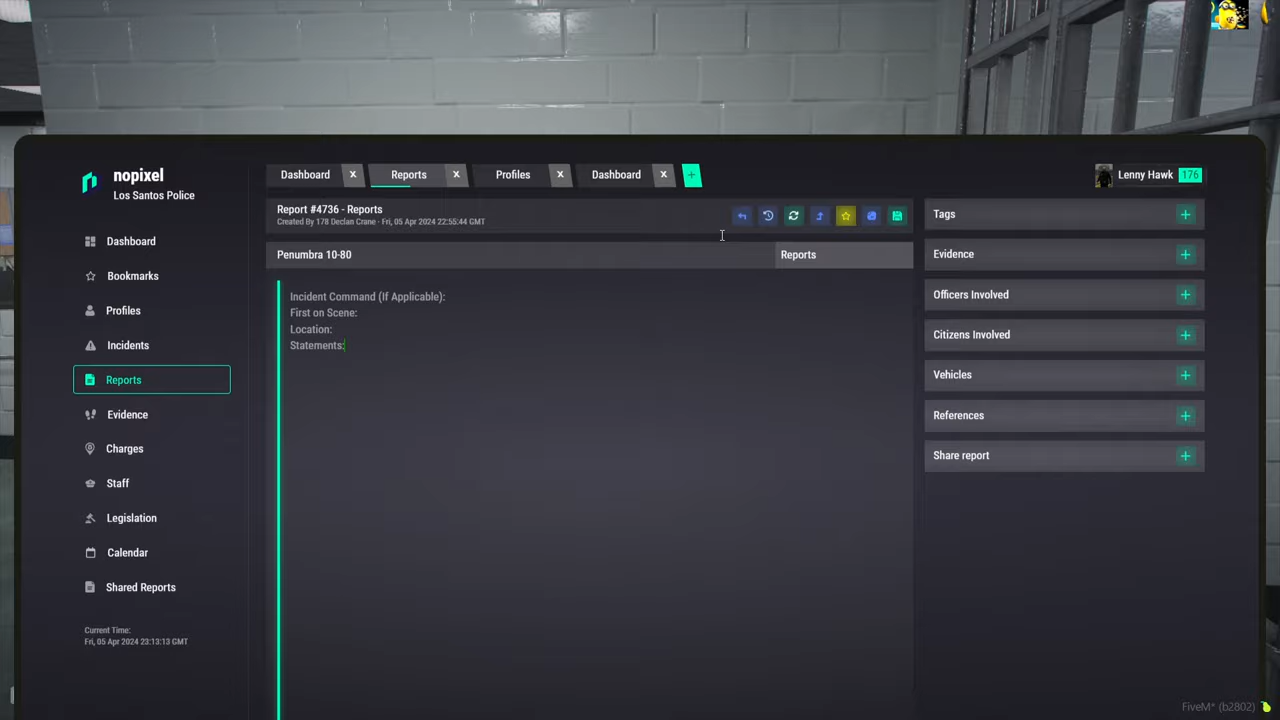 nopixel
Los Santos Police
Dashboard x
Reports x
Profiles x
Dashboard x
+
Lenny Hawk 176
Report #4736 - Reports
Created By 178 Declan Crane - Fri, 05 Apr 2024 22:55:44 GMT
Penumbra 10-80
Reports
Incident Command (If Applicable):
First on Scene:
Location:
Statements:
Dashboard
Bookmarks
Profiles
Incidents
Reports
Evidence
Charges
Staff
Legislation
Calendar
Shared Reports
Current Time:
Fri, 05 Apr 2024 23:13:13 GMT
Tags +
Evidence +
Officers Involved +
Citizens Involved +
Vehicles +
References +
Share report +
FiveM* (b2802)